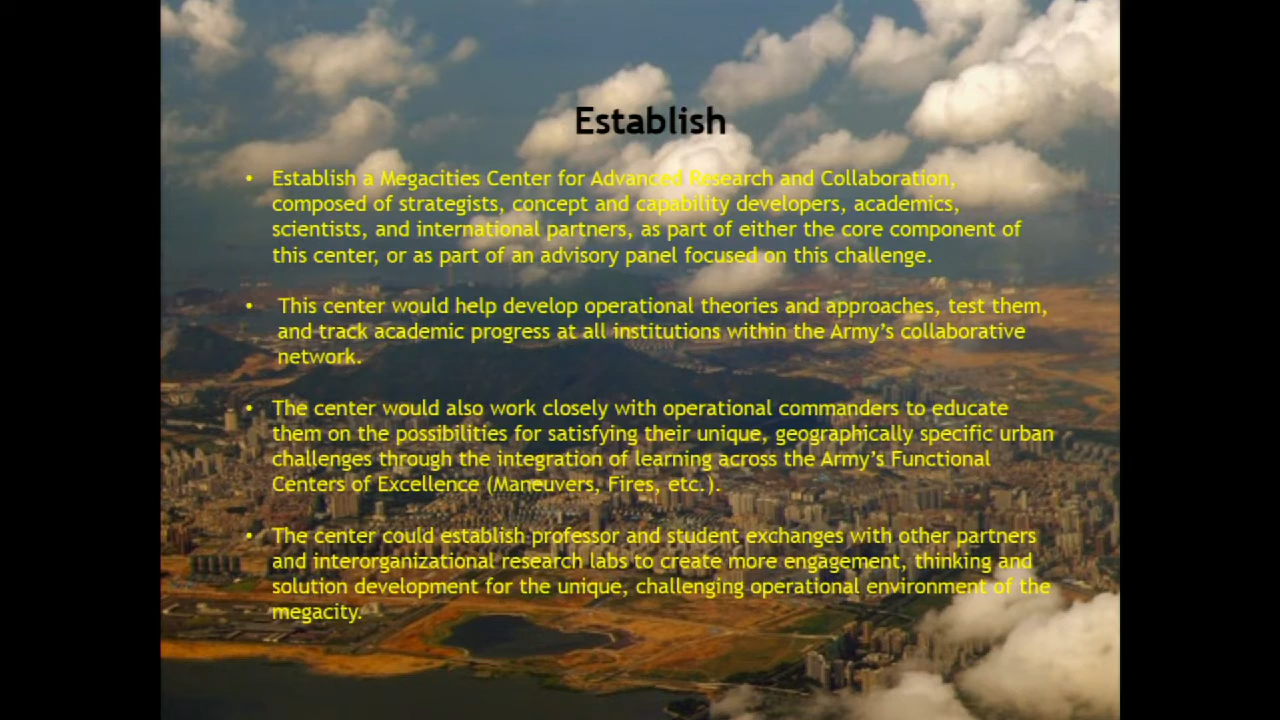 Establish
• Establish a Megacities Center for Advanced Research and Collaboration,
composed of strategists, concept and capability developers, academics,
scientists, and international partners, as part of either the core component of
this center, or as part of an advisory panel focused on this challenge.
• This center would help develop operational theories and approaches, test them,
and track academic progress at all institutions within the Army's collaborative
network.
• The center would also work closely with operational commanders to educate
them on the possibilities for satisfying their unique, geographically specific urban
challenges through the integration of learning across the Army's Functional
Centers of Excellence (Maneuvers, Fires, etc.).
• The center could establish professor and student exchanges with other partners
and interorganizational research labs to create more engagement, thinking and
solution development for the unique, challenging operational environment of the
megacity.